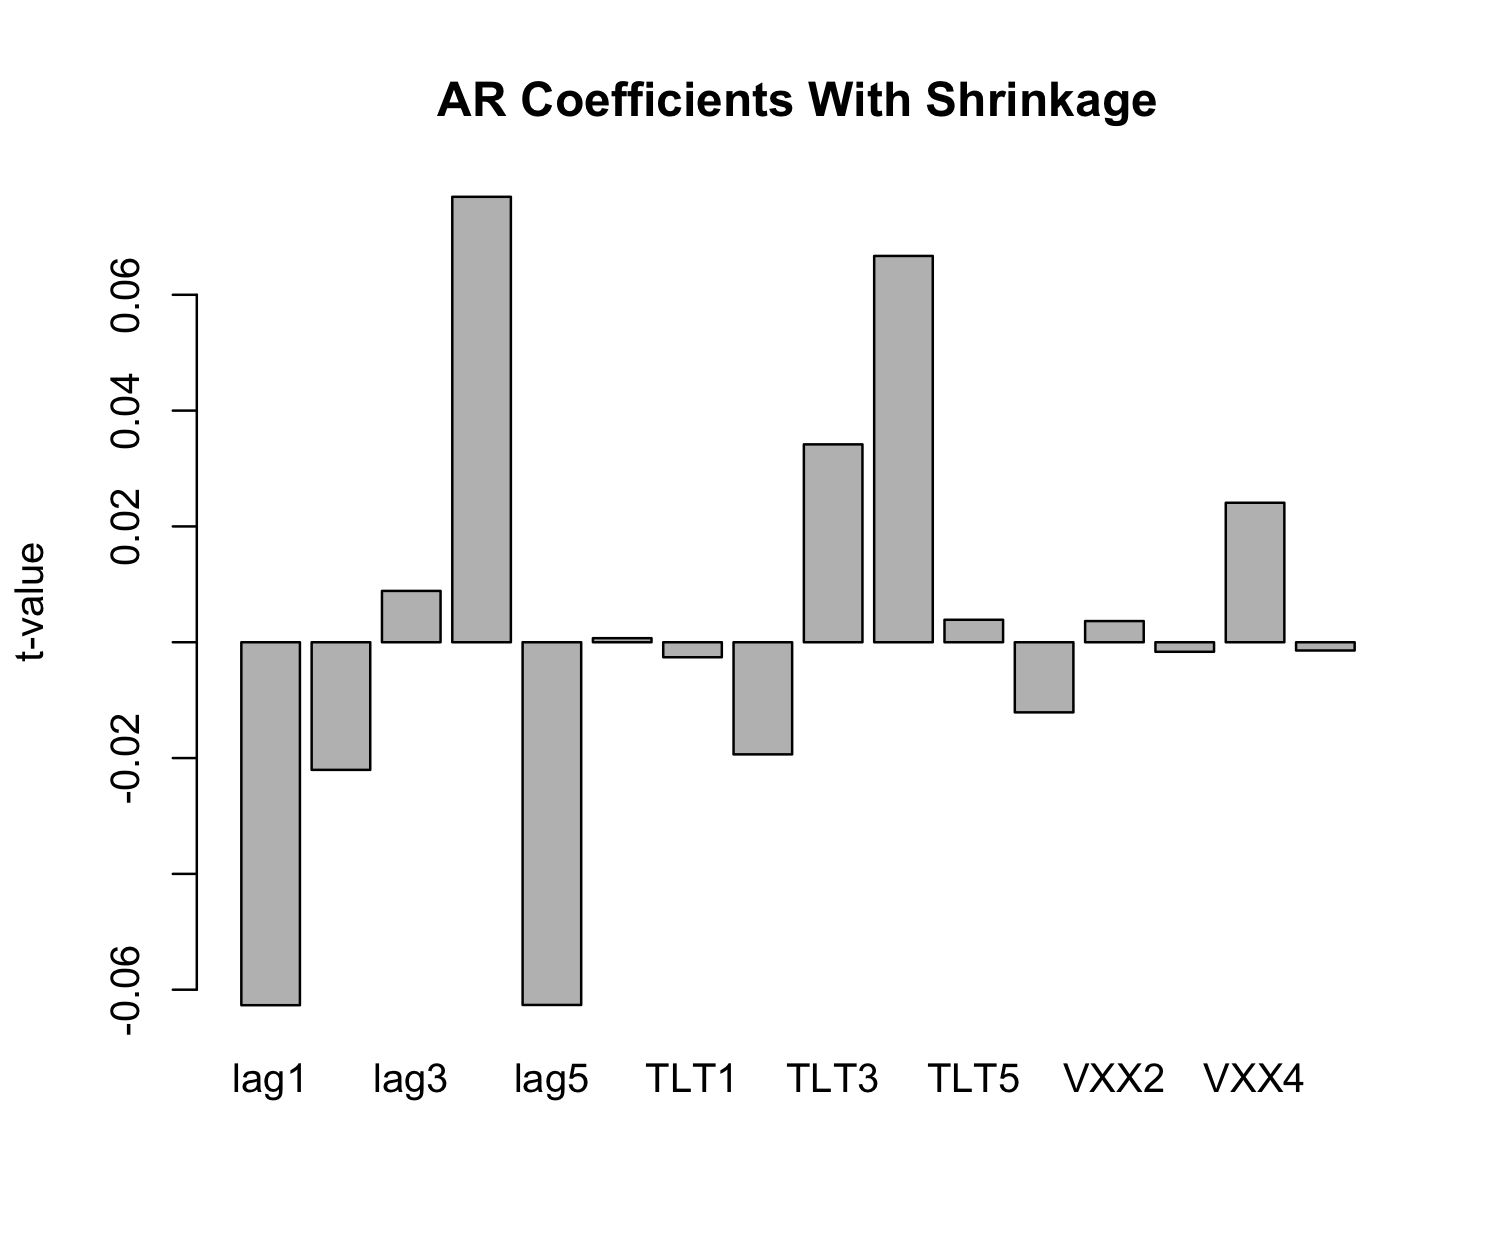 AR Coefficients With Shrinkage
t-value
0.06
0.04
0.02
-0.02
-0.06
lag1 lag3 lag5 TLT1 TLT3 TLT5 VXX2 VXX4